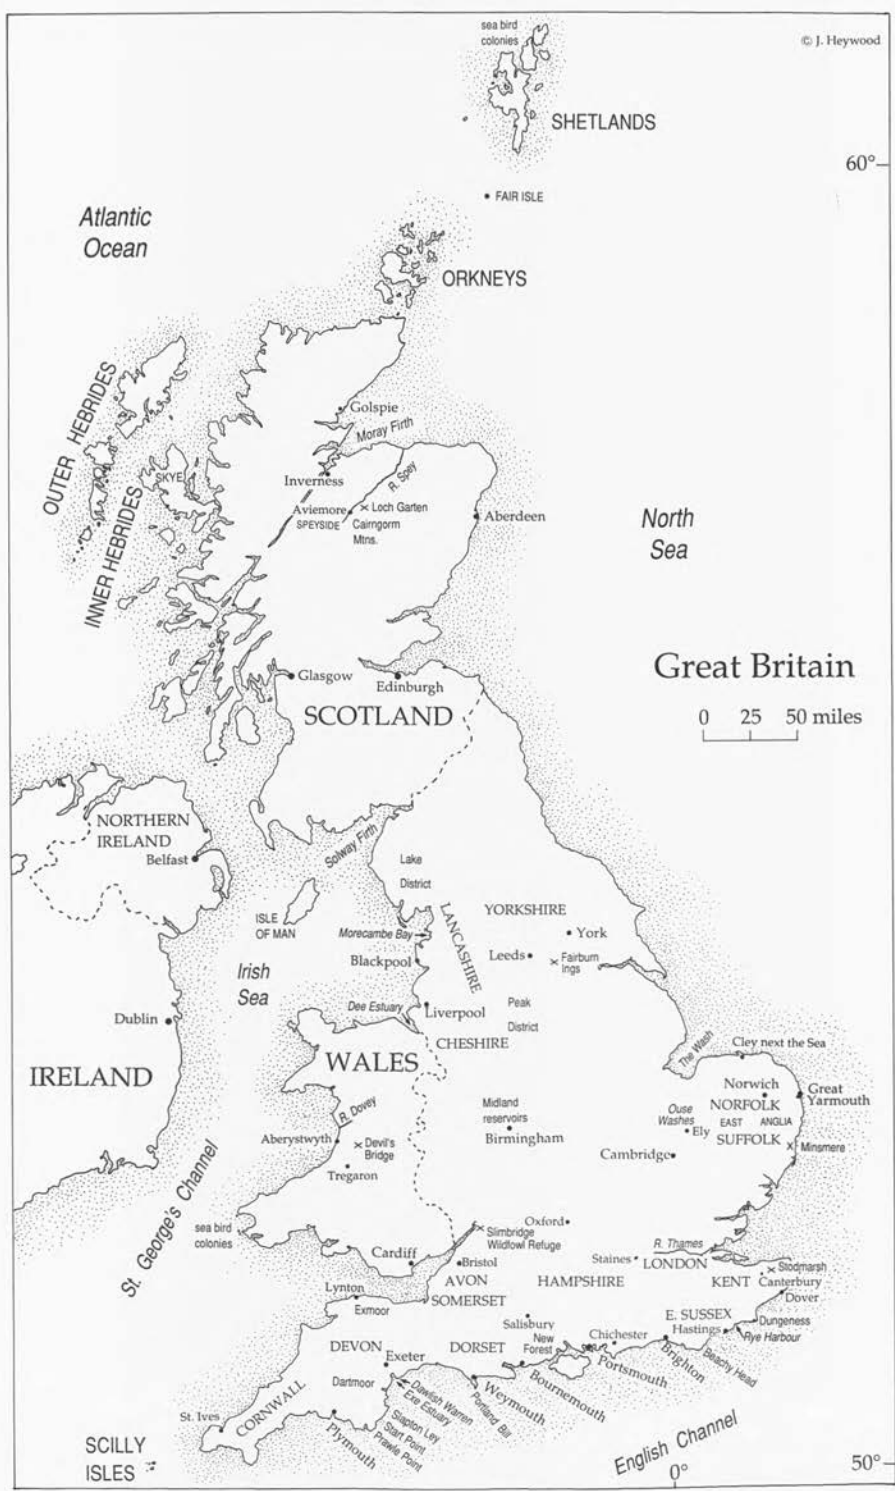 sea bird
colonies
© J. Heywood
SHETLANDS
60°
FAIR ISLE
Atlantic
Ocean
ORKNEYS
OUTER HEBRIDES
Golspie
Moray Firth
SKYE
INNER HEBRIDES
Inverness
R. Spey
Aviemore
Loch Garten
SPEYSIDE
Cairngorm
Mtns.
Aberdeen
North
Sea
Great Britain
Glasgow
Edinburgh
SCOTLAND
0 25 50 miles
NORTHERN
IRELAND
Belfast
Solway Firth
Lake
District
ISLE
OF MAN
LANCASHIRE
YORKSHIRE
Morecambe Bay
York
Blackpool
Leeds
Fairburn
Ings
Irish
Sea
Dee Estuary
Liverpool
Peak
District
Dublin
CHESHIRE
The Wash
Cley next the Sea
IRELAND
WALES
Norwich
Great
Yarmouth
NORFOLK
R. Dovey
Midland
reservoirs
Ouse
Washes
EAST ANGLIA
Aberystwyth
Devil's
Bridge
Birmingham
Ely
SUFFOLK
Minsmere
Tregaron
Cambridge
St. George's Channel
sea bird
colonies
Slimbridge
Wildfowl Refuge
Oxford
R. Thames
Cardiff
Bristol
Staines
LONDON
Stodmarsh
AVON
HAMPSHIRE
KENT
Canterbury
Lynton
SOMERSET
Dover
Exmoor
Salisbury
E. SUSSEX
Dungeness
New
Forest
Chichester
Hastings
Rye Harbour
DEVON
DORSET
Exeter
Portsmouth
Brighton
Beachy Head
Dartmoor
Bournemouth
Weymouth
CORNWALL
Dawlish Warren
Exe Estuary
Portland Bill
St. Ives
Slapton Ley
Start Point
Prawle Point
Plymouth
English Channel
SCILLY
ISLES
0°
50°